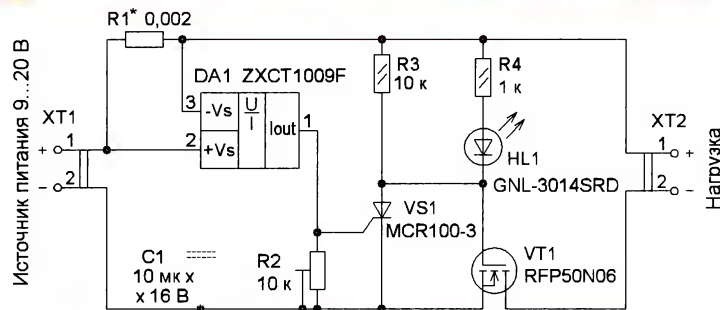 R1* 0,002
Источник питания 9...20 В
XT1
+
1
−
2
DA1 ZXCT1009F
3
-Vs
U
I
Iout
1
2
+Vs
R3
10 к
R4
1 к
HL1
GNL-3014SRD
XT2
1
+
2
−
Нагрузка
VS1
MCR100-3
C1
10 мк х
х 16 В
R2
10 к
VT1
RFP50N06